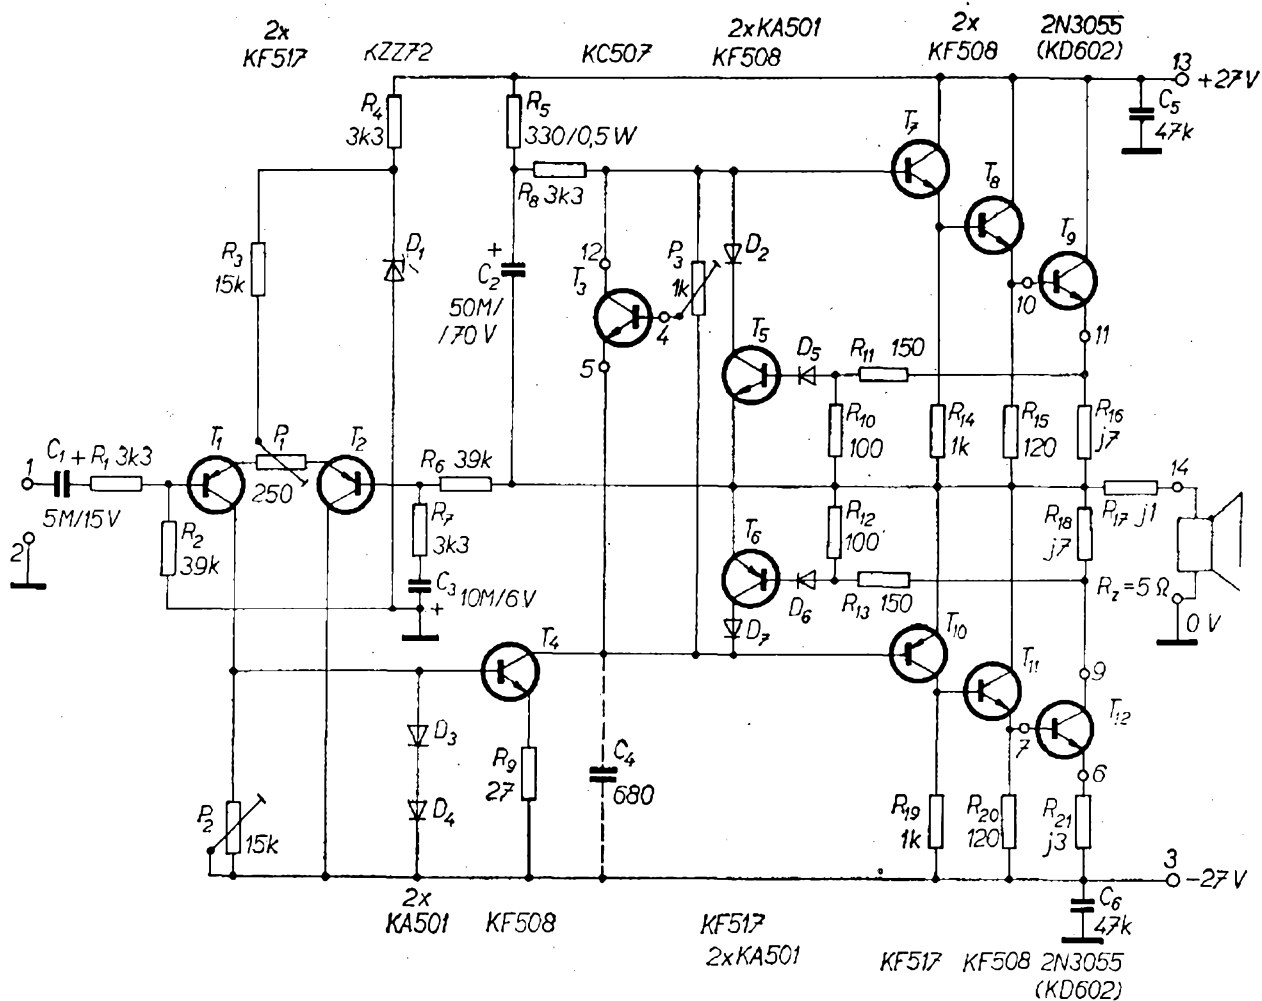 2x
KF517
KZZ72
KC507
2xKA501
KF508
2x
KF508
2N3055
(KD602)
13
+27V
R4
3k3
R5
330/0,5W
T7
C5
47k
R8 3k3
T8
R3
15k
D1
+
C2
50M/
/70V
12
T3
4
5
P3
1k
D2
T9
10
11
T5
D5
R11 150
R10
100
R14
1k
R15
120
R16
j7
1
C1 + R1 3k3
5M/15V
T1
P1
250
T2
R6 39k
14
R17 j1
2
R2
39k
R7
3k3
C3
10M/6V
+
T6
R12
100
D6
R13 150
D7
R18
j7
Rz=5Ω
0V
T4
T10
T11
9
T12
7
6
D3
D4
R9
27
C4
680
P2
15k
R19
1k
R20
120
R21
j3
3
-27V
2x
KA501
KF508
KF517
2xKA501
KF517
KF508
2N3055
(KD602)
C6
47k